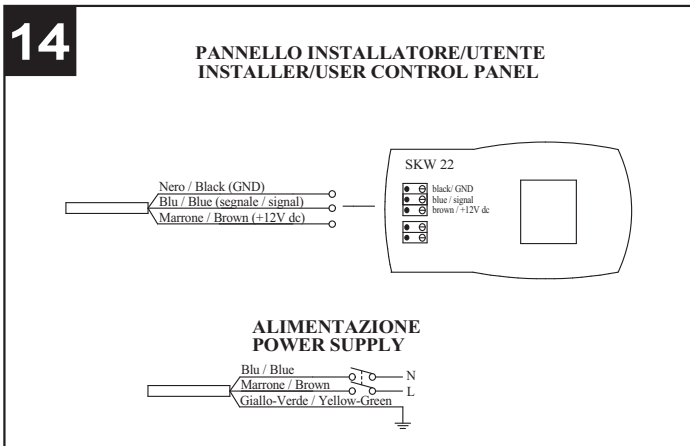 14
PANNELLO INSTALLATORE/UTENTE
INSTALLER/USER CONTROL PANEL
Nero / Black (GND)
Blu / Blue (segnale / signal)
Marrone / Brown (+12V dc)
SKW 22
black/ GND
blue / signal
brown / +12V dc
ALIMENTAZIONE
POWER SUPPLY
Blu / Blue
N
Marrone / Brown
L
Giallo-Verde / Yellow-Green